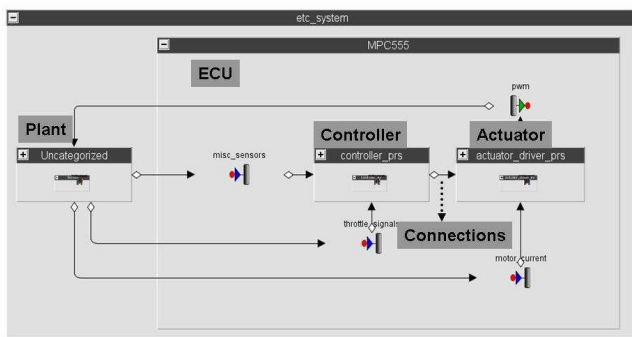 etc_system
MPC555
ECU
pwm
Plant
Controller
Actuator
Uncategorized
misc_sensors
controller_prs
actuator_driver_prs
throttle_signals
Connections
motor_current